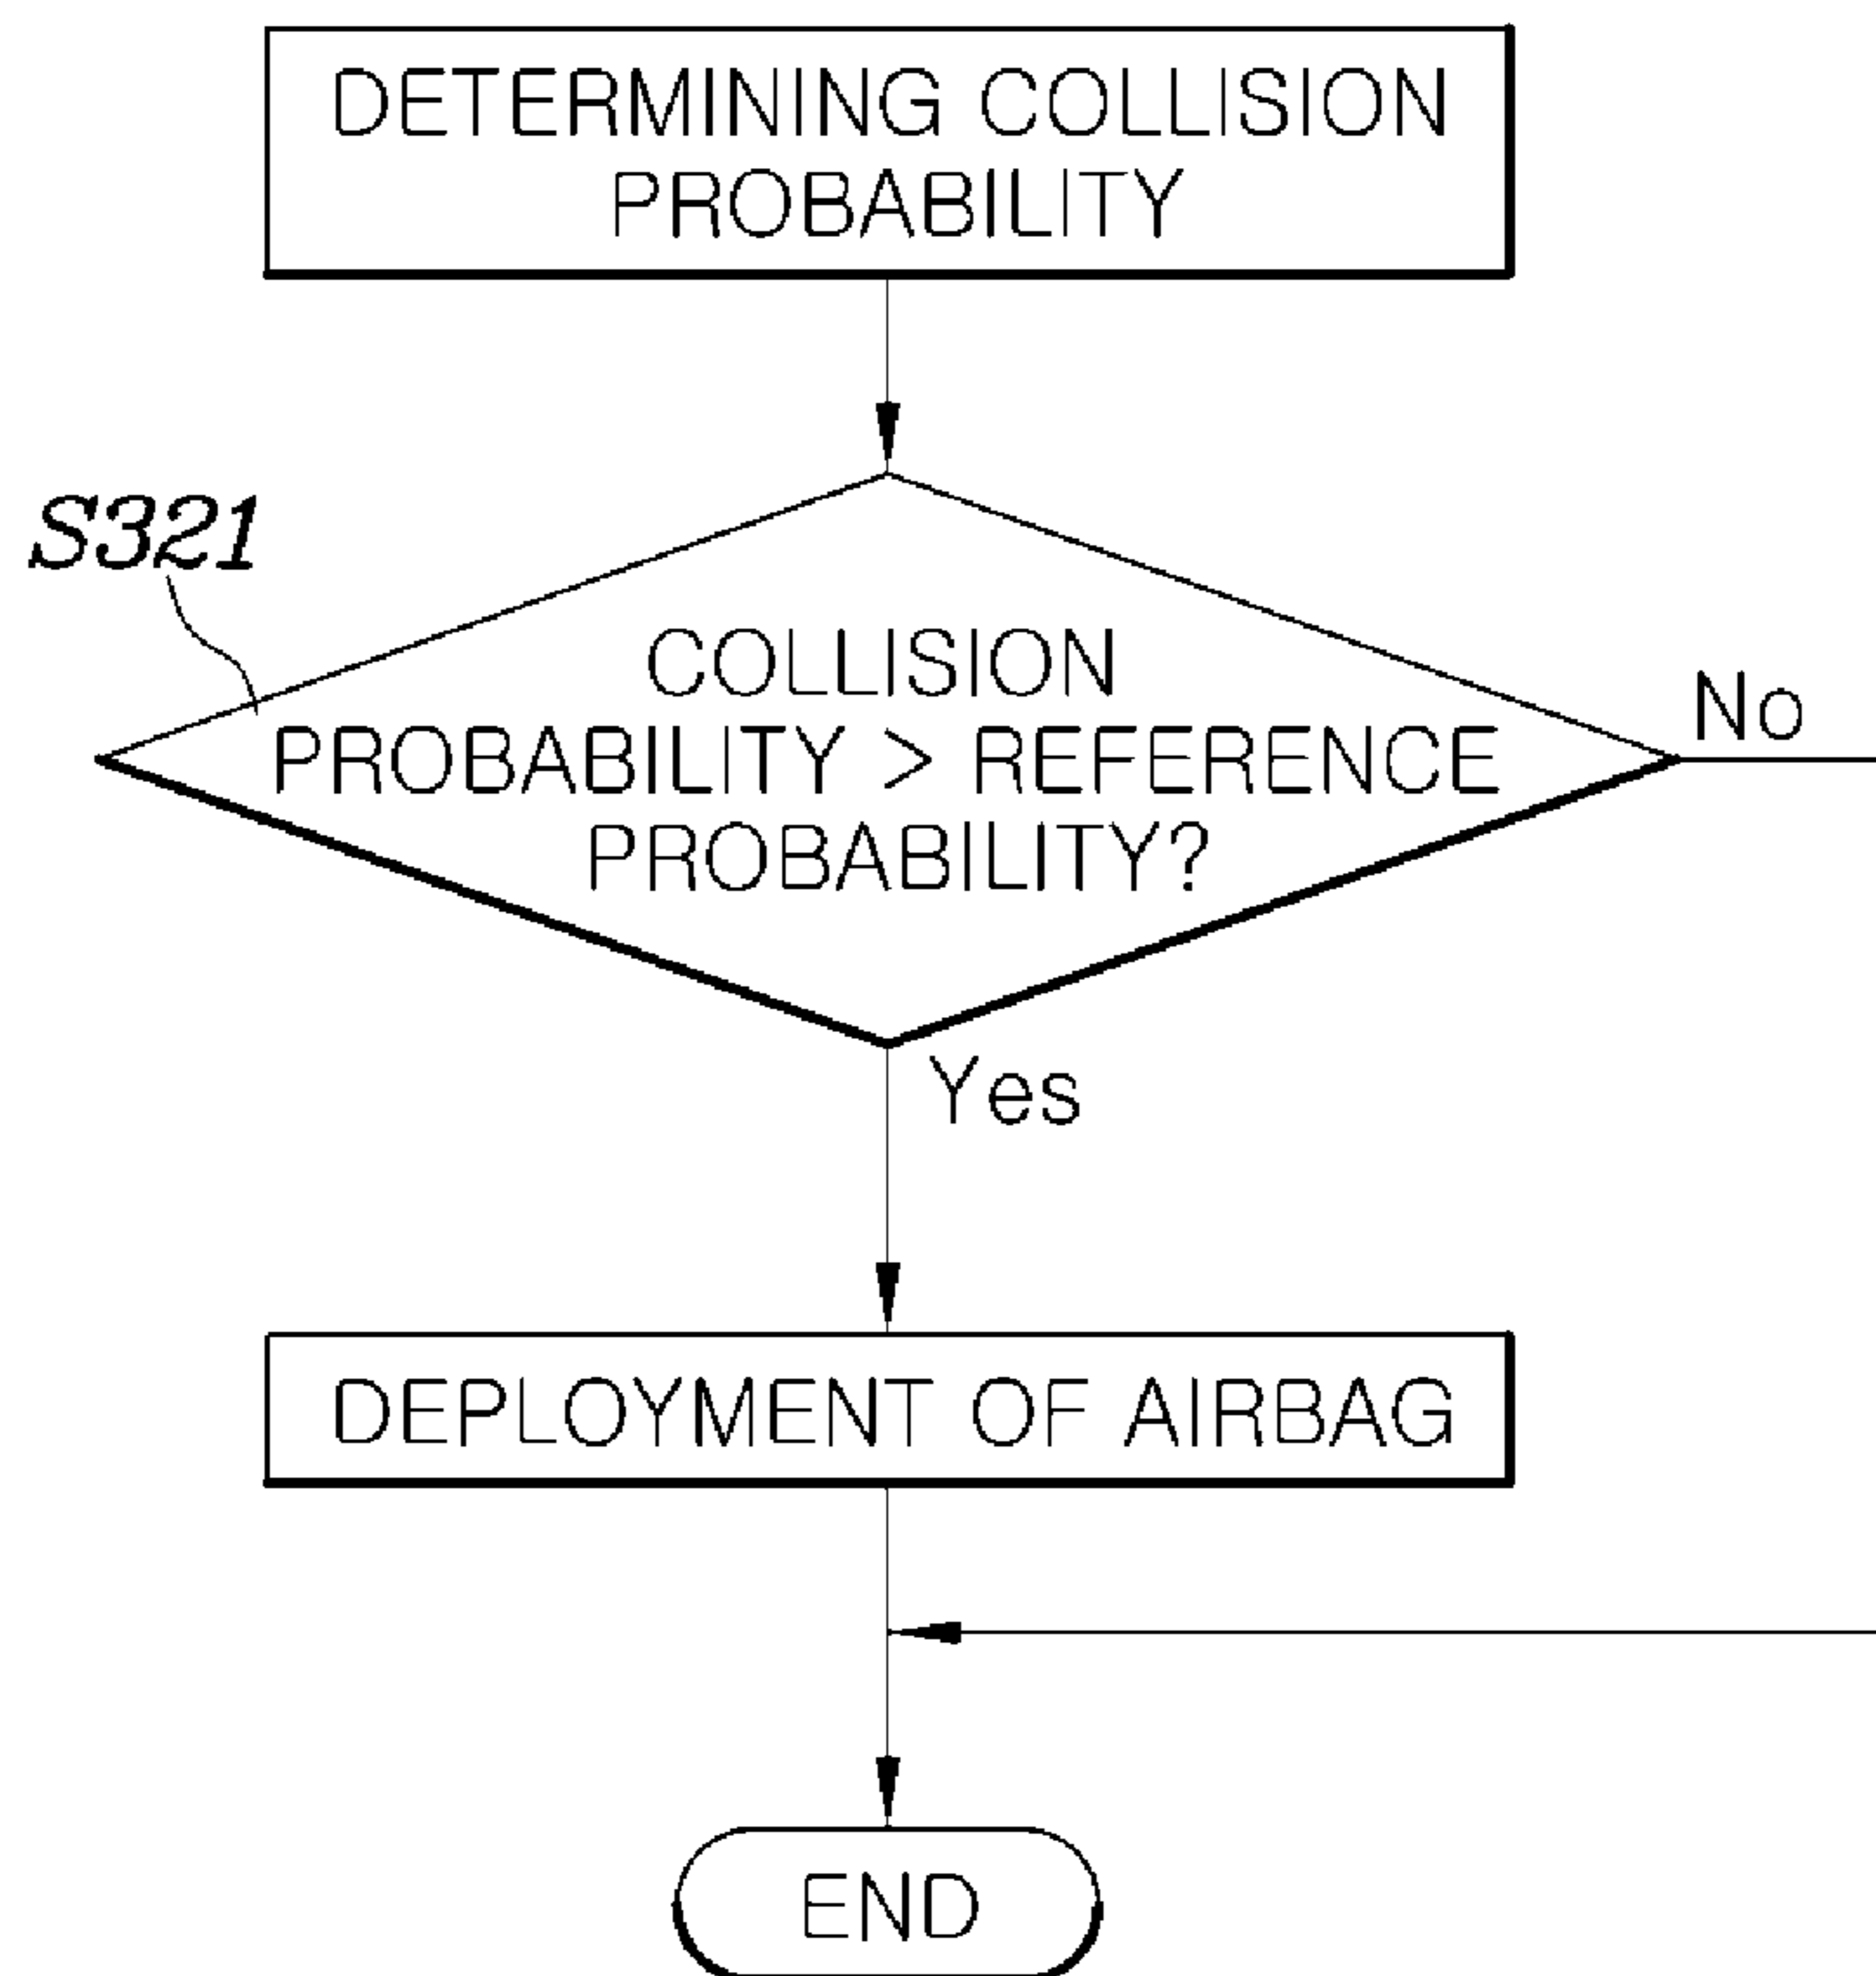 DETERMINING COLLISION
PROBABILITY
S321
COLLISION
PROBABILITY > REFERENCE
PROBABILITY?
No
Yes
DEPLOYMENT OF AIRBAG
END